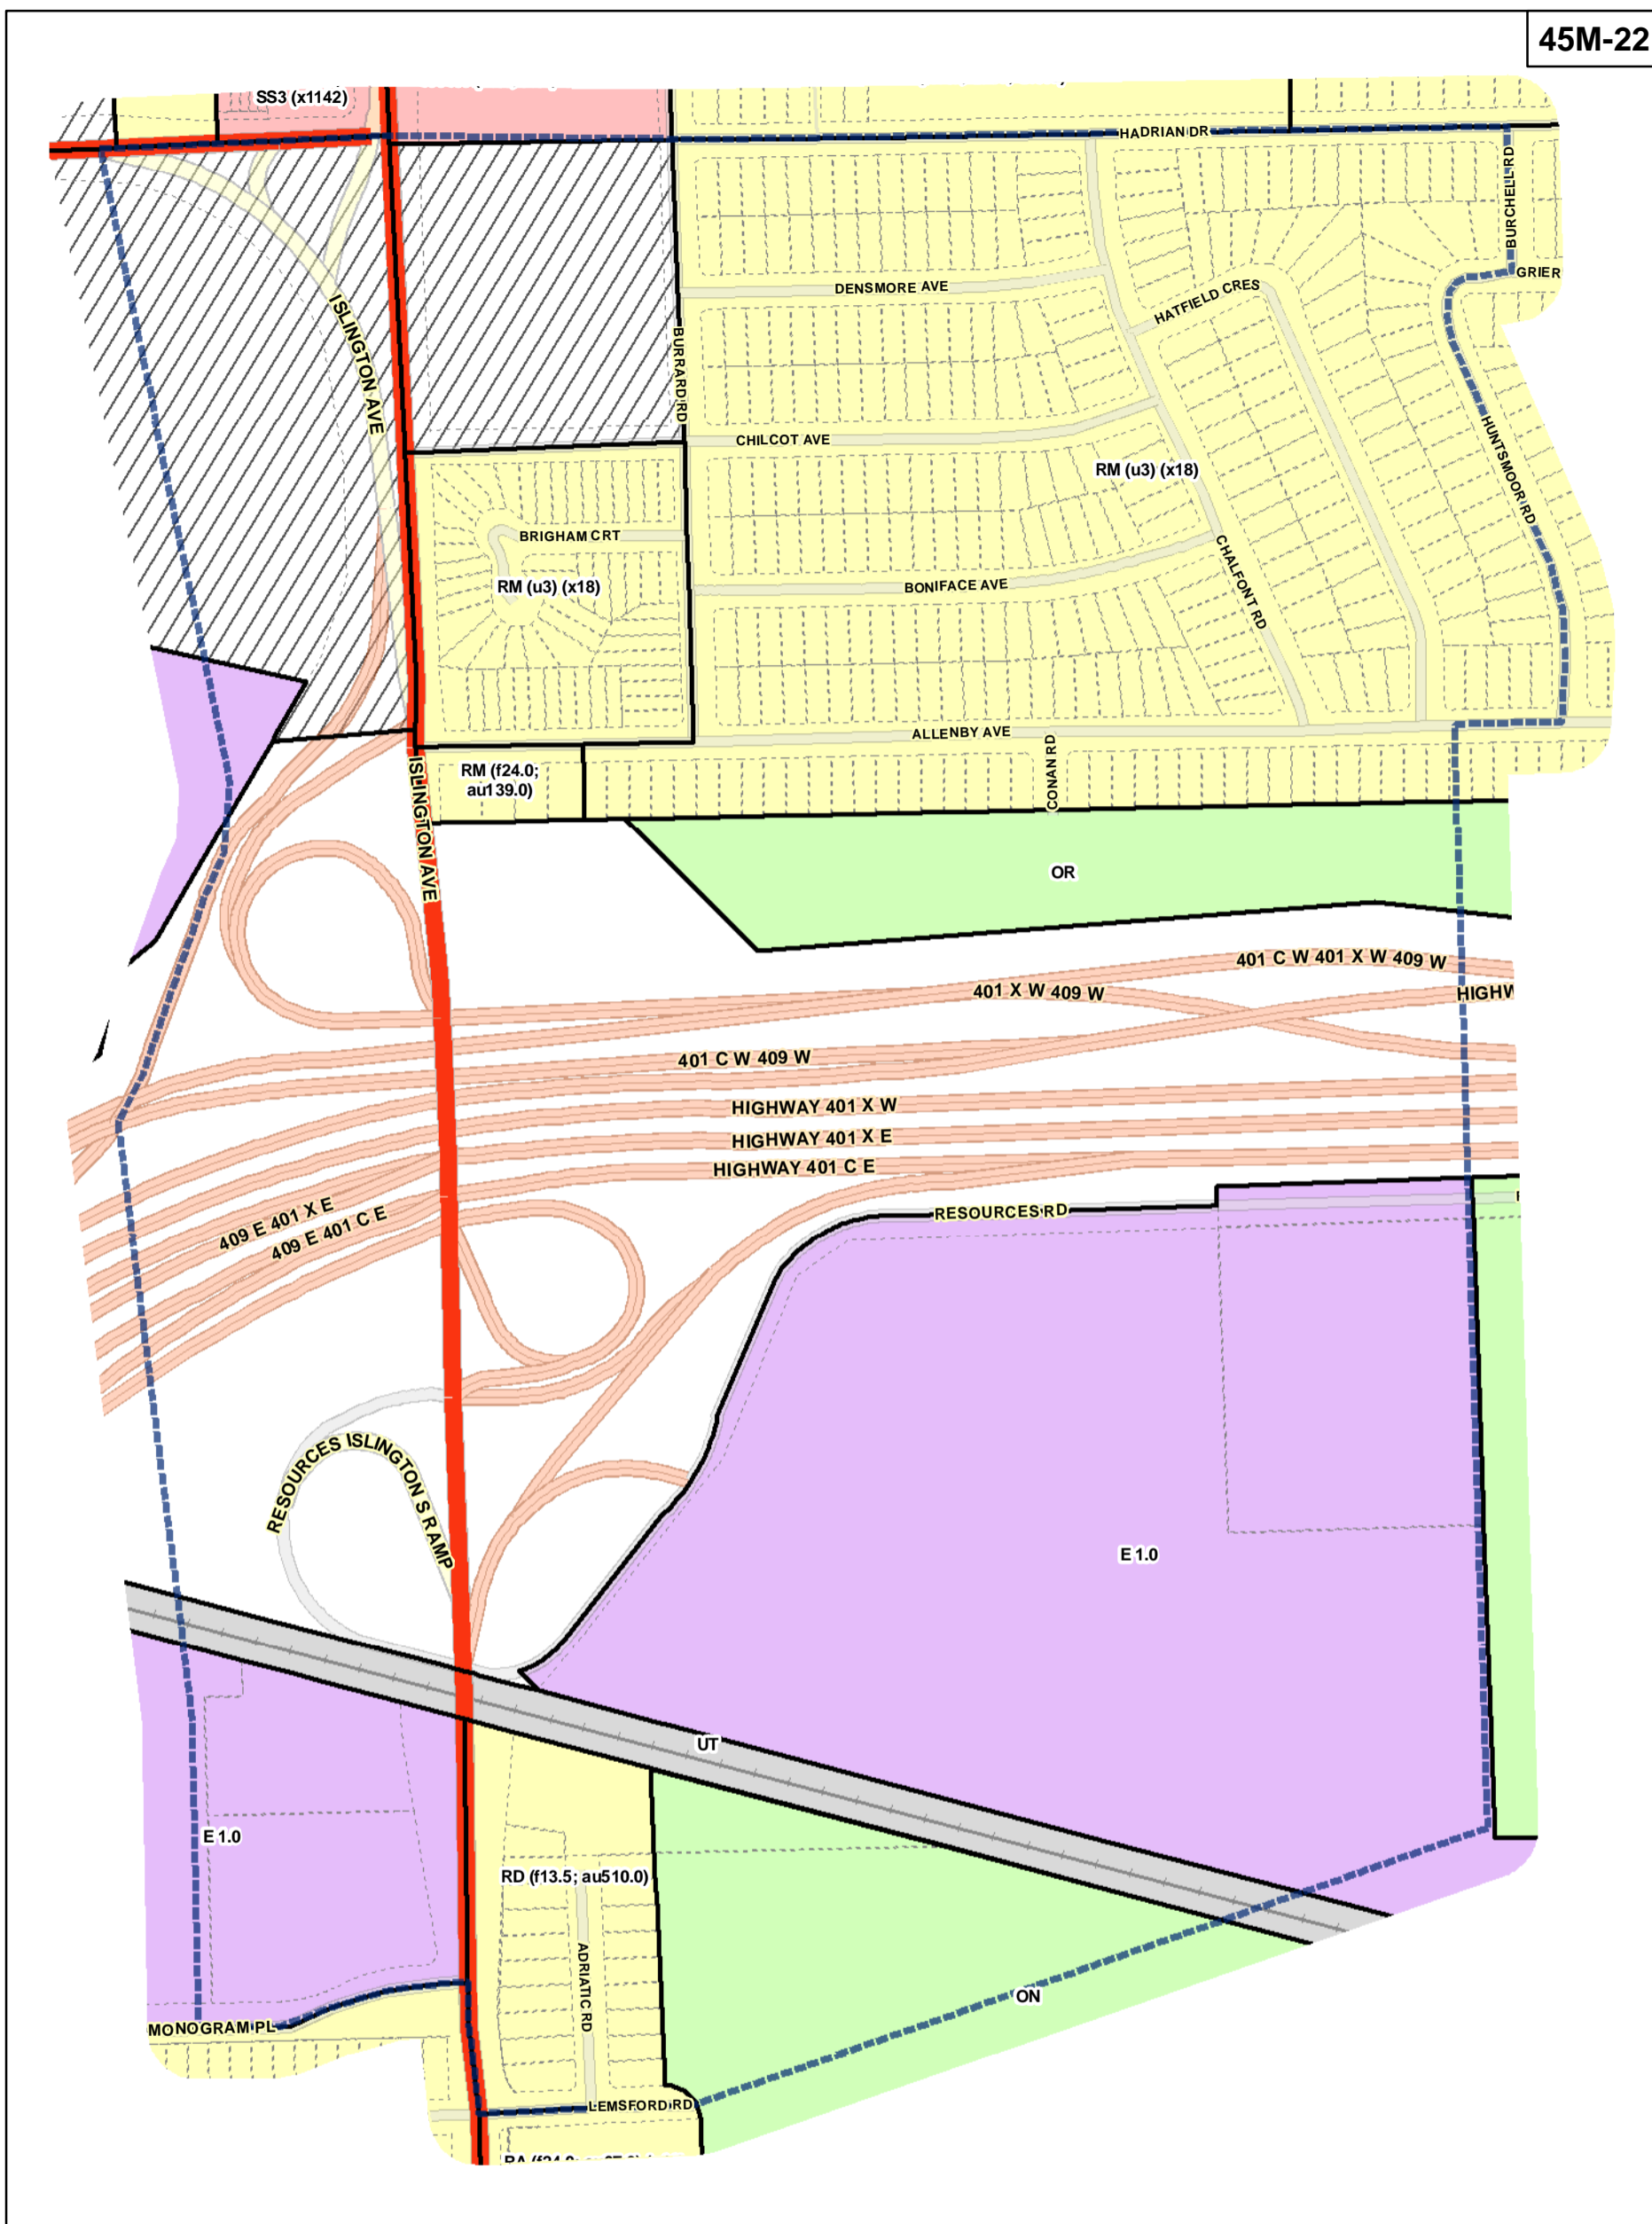 45M-22
SS3 (x1142)
HADRIAN DR
BURCHELL RD
GRIER
DENSMORE AVE
HATFIELD CRES
ISLINGTON AVE
BURRARD RD
CHILCOT AVE
RM (u3) (x18)
HUNTSMOOR RD
BRIGHAM CRT
RM (u3) (x18)
BONIFACE AVE
CHALFONT RD
ALLENBY AVE
CONAN RD
RM (f24.0;
au139.0)
ISLINGTON AVE
OR
401 C W 401 X W 409 W
401 X W 409 W
HIGHW
401 C W 409 W
HIGHWAY 401 X W
HIGHWAY 401 X E
HIGHWAY 401 C E
409 E 401 X E
409 E 401 C E
RESOURCES RD
RESOURCES ISLINGTON S RAMP
E 1.0
UT
E 1.0
RD (f13.5; au510.0)
ADRIATIC RD
ON
MONOGRAM PL
LEMSFORD RD